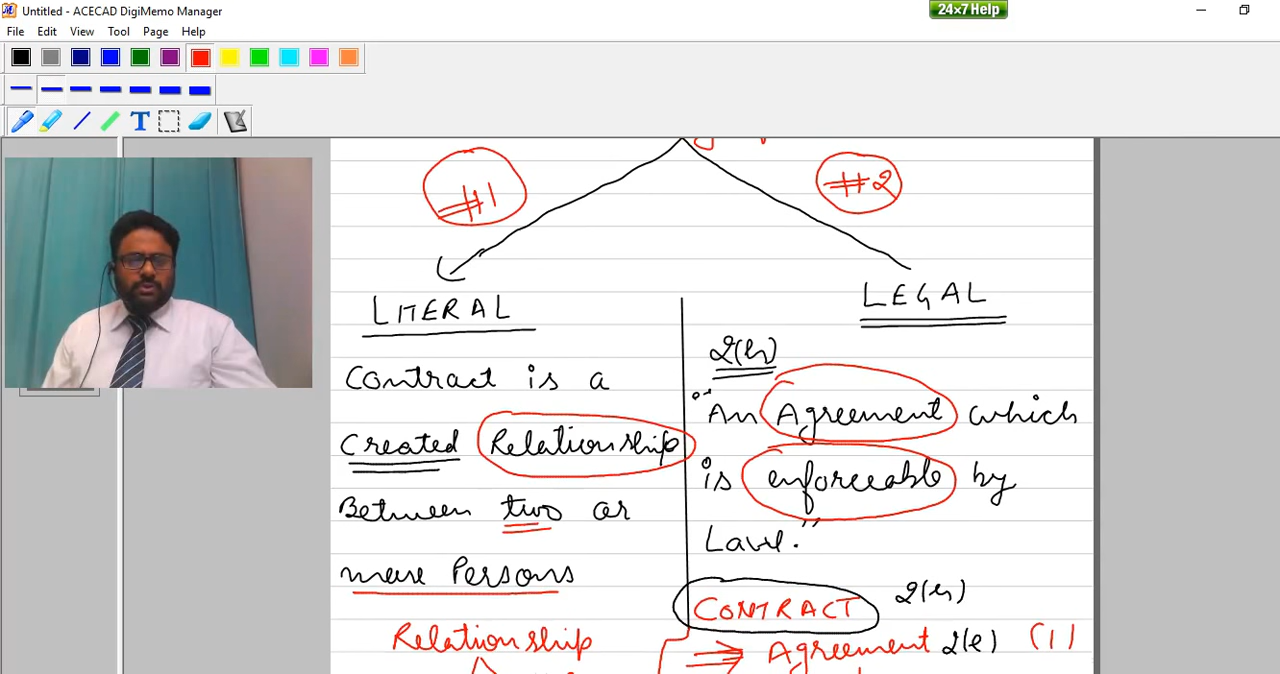 Untitled - ACECAD DigiMemo Manager
24×7 Help
File Edit View Tool Page Help
T
#1
#2
LITERAL
LEGAL
2(h)
Contract is a
Created Relationship
Between two or
more Persons
"An Agreement which
is enforceable by
Law."
CONTRACT 2(h)
Relationship
⇒ Agreement 2(e) (1)